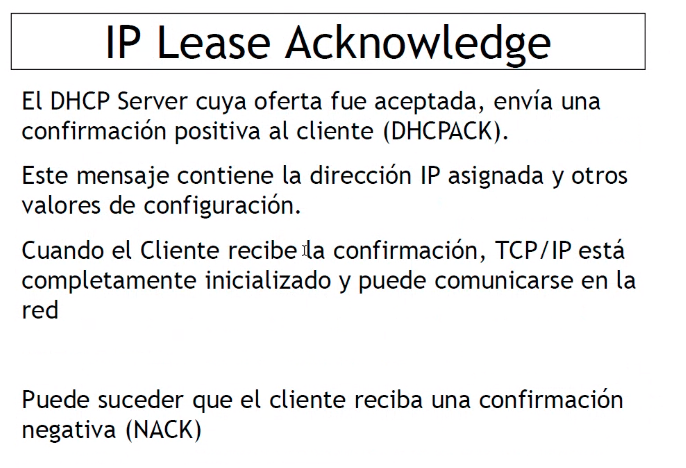 IP Lease Acknowledge
El DHCP Server cuya oferta fue aceptada, envía una
confirmación positiva al cliente (DHCPACK).
Este mensaje contiene la dirección IP asignada y otros
valores de configuración.
Cuando el Cliente recibe la confirmación, TCP/IP está
completamente inicializado y puede comunicarse en la
red
Puede suceder que el cliente reciba una confirmación
negativa (NACK)